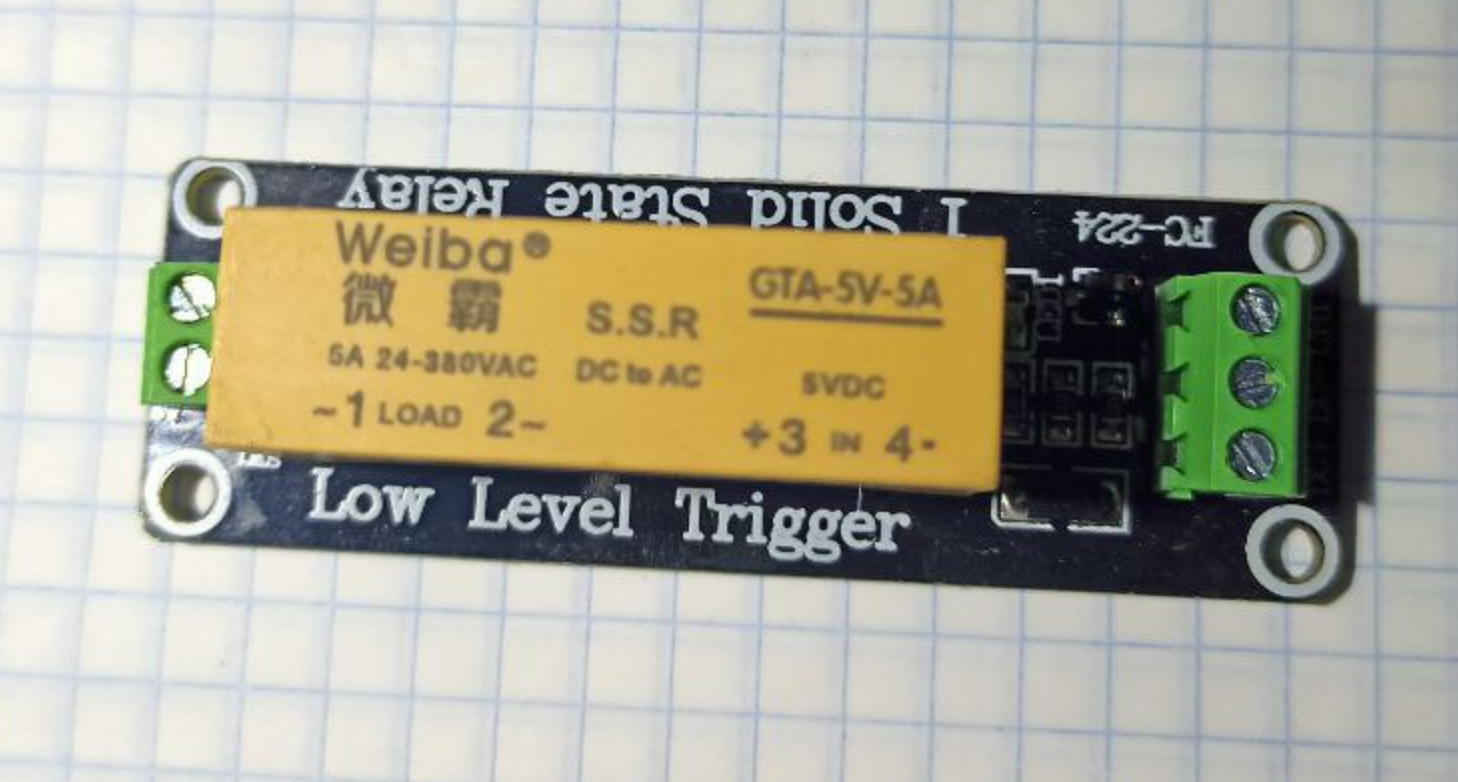 1 Solid State Relay
FC-224
Weiba®
微霸
S.S.R
GTA-5V-5A
5A 24-380VAC
DC to AC
5VDC
~1 LOAD 2~
+3 IN 4-
Low Level Trigger